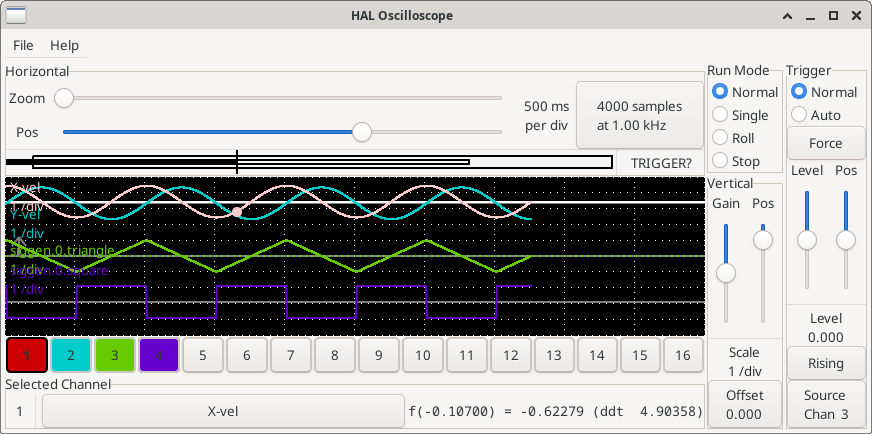 HAL Oscilloscope
File Help
Horizontal
Zoom
Pos
500 ms
per div
4000 samples
at 1.00 kHz
TRIGGER?
X-vel
1 /div
Y-vel
1 /div
siggen.0.triangle
1 /div
siggen.0.square
1 /div
1 2 3 4 5 6 7 8 9 10 11 12 13 14 15 16
Selected Channel
1 X-vel f(-0.10700) = -0.62279 (ddt 4.90358)
Run Mode
Normal
Single
Roll
Stop
Vertical
Gain Pos
Scale
1 /div
Offset
0.000
Trigger
Normal
Auto
Force
Level Pos
Level
0.000
Rising
Source
Chan 3